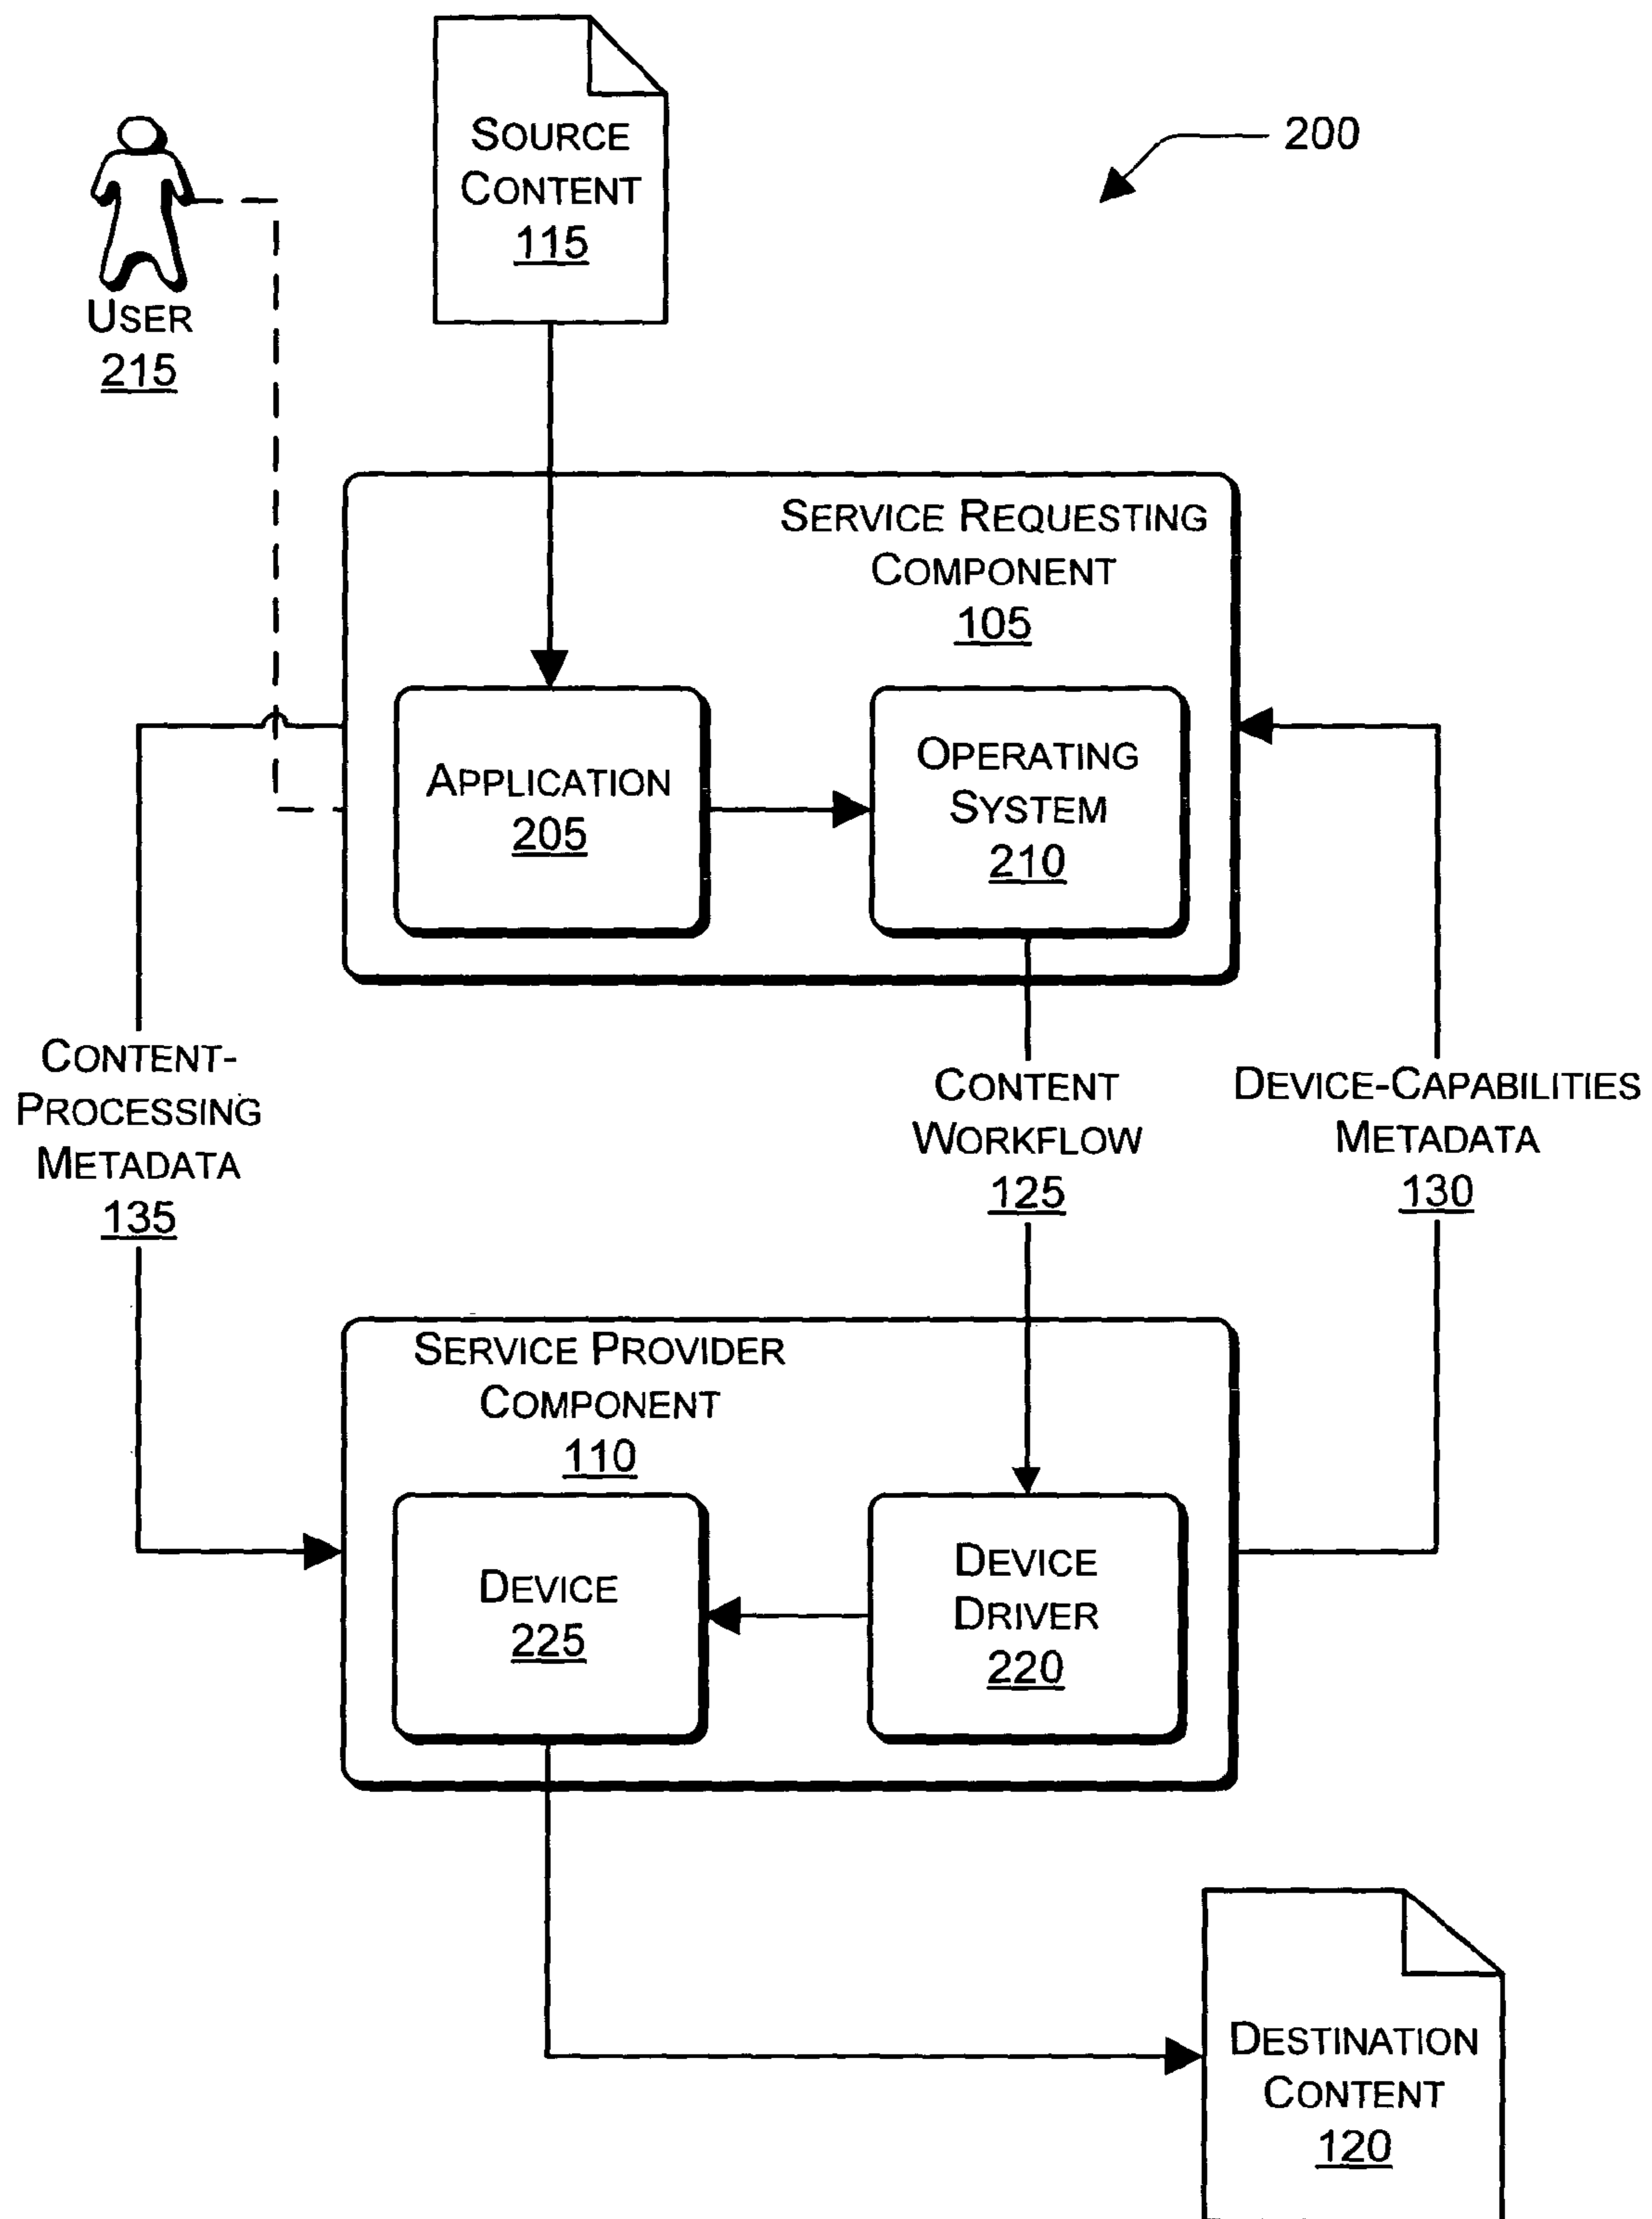 SOURCE
CONTENT
115
200
USER
215
SERVICE REQUESTING
COMPONENT
105
APPLICATION
205
OPERATING
SYSTEM
210
CONTENT-
PROCESSING
METADATA
135
CONTENT
WORKFLOW
125
DEVICE-CAPABILITIES
METADATA
130
SERVICE PROVIDER
COMPONENT
110
DEVICE
225
DEVICE
DRIVER
220
DESTINATION
CONTENT
120